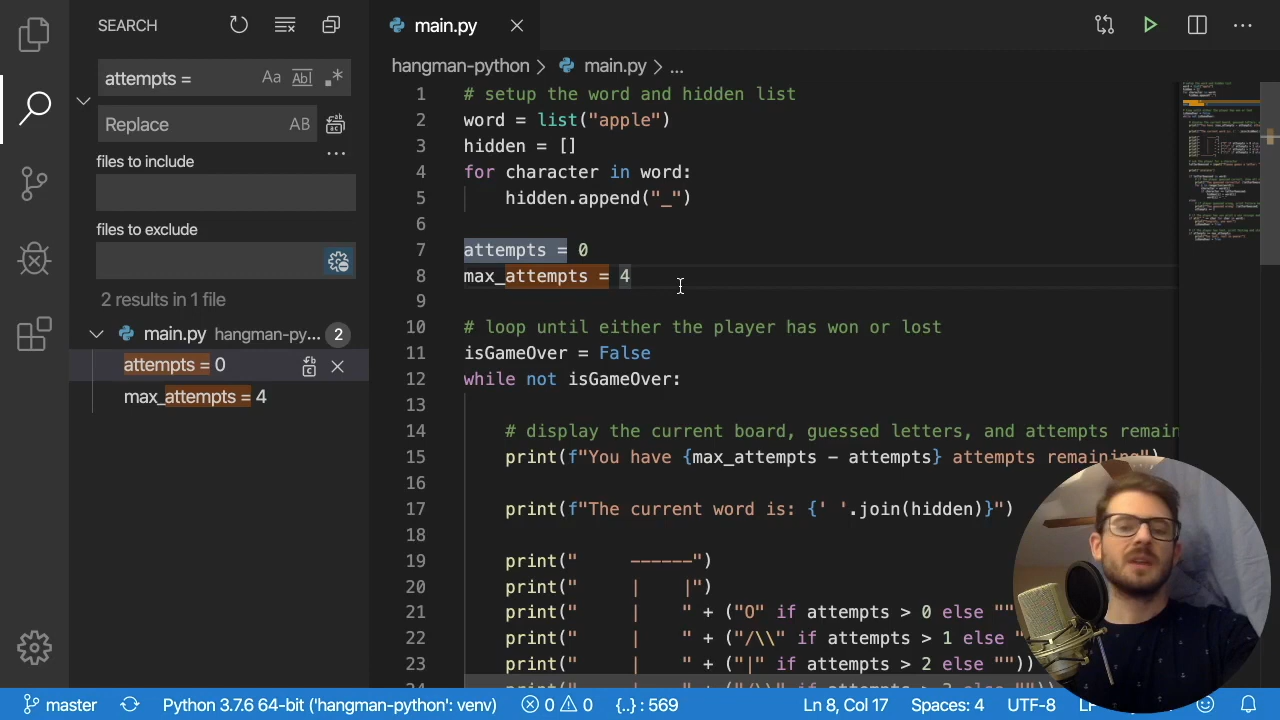 SEARCH
attempts =
Aa Abl .*
Replace
AB
files to include
...
files to exclude
2 results in 1 file
main.py hangman-py... 2
attempts = 0
max_attempts = 4
main.py
hangman-python > main.py > ...
1 # setup the word and hidden list
2 word = list("apple")
3 hidden = []
4 for character in word:
5 hidden.append("_")
6
7 attempts = 0
8 max_attempts = 4
9
10 # loop until either the player has won or lost
11 isGameOver = False
12 while not isGameOver:
13
14 # display the current board, guessed letters, and attempts remain
15 print(f"You have {max_attempts - attempts} attempts remaining")
16
17 print(f"The current word is: {' '.join(hidden)}")
18
19 print("     ------")
20 print("     |    |")
21 print("     |    " + ("O" if attempts > 0 else ""
22 print("     |    " + ("/\\" if attempts > 1 else "
23 print("     |    " + ("|" if attempts > 2 else ""))
master
Python 3.7.6 64-bit ('hangman-python': venv)
0
0
{..} : 569
Ln 8, Col 17
Spaces: 4
UTF-8